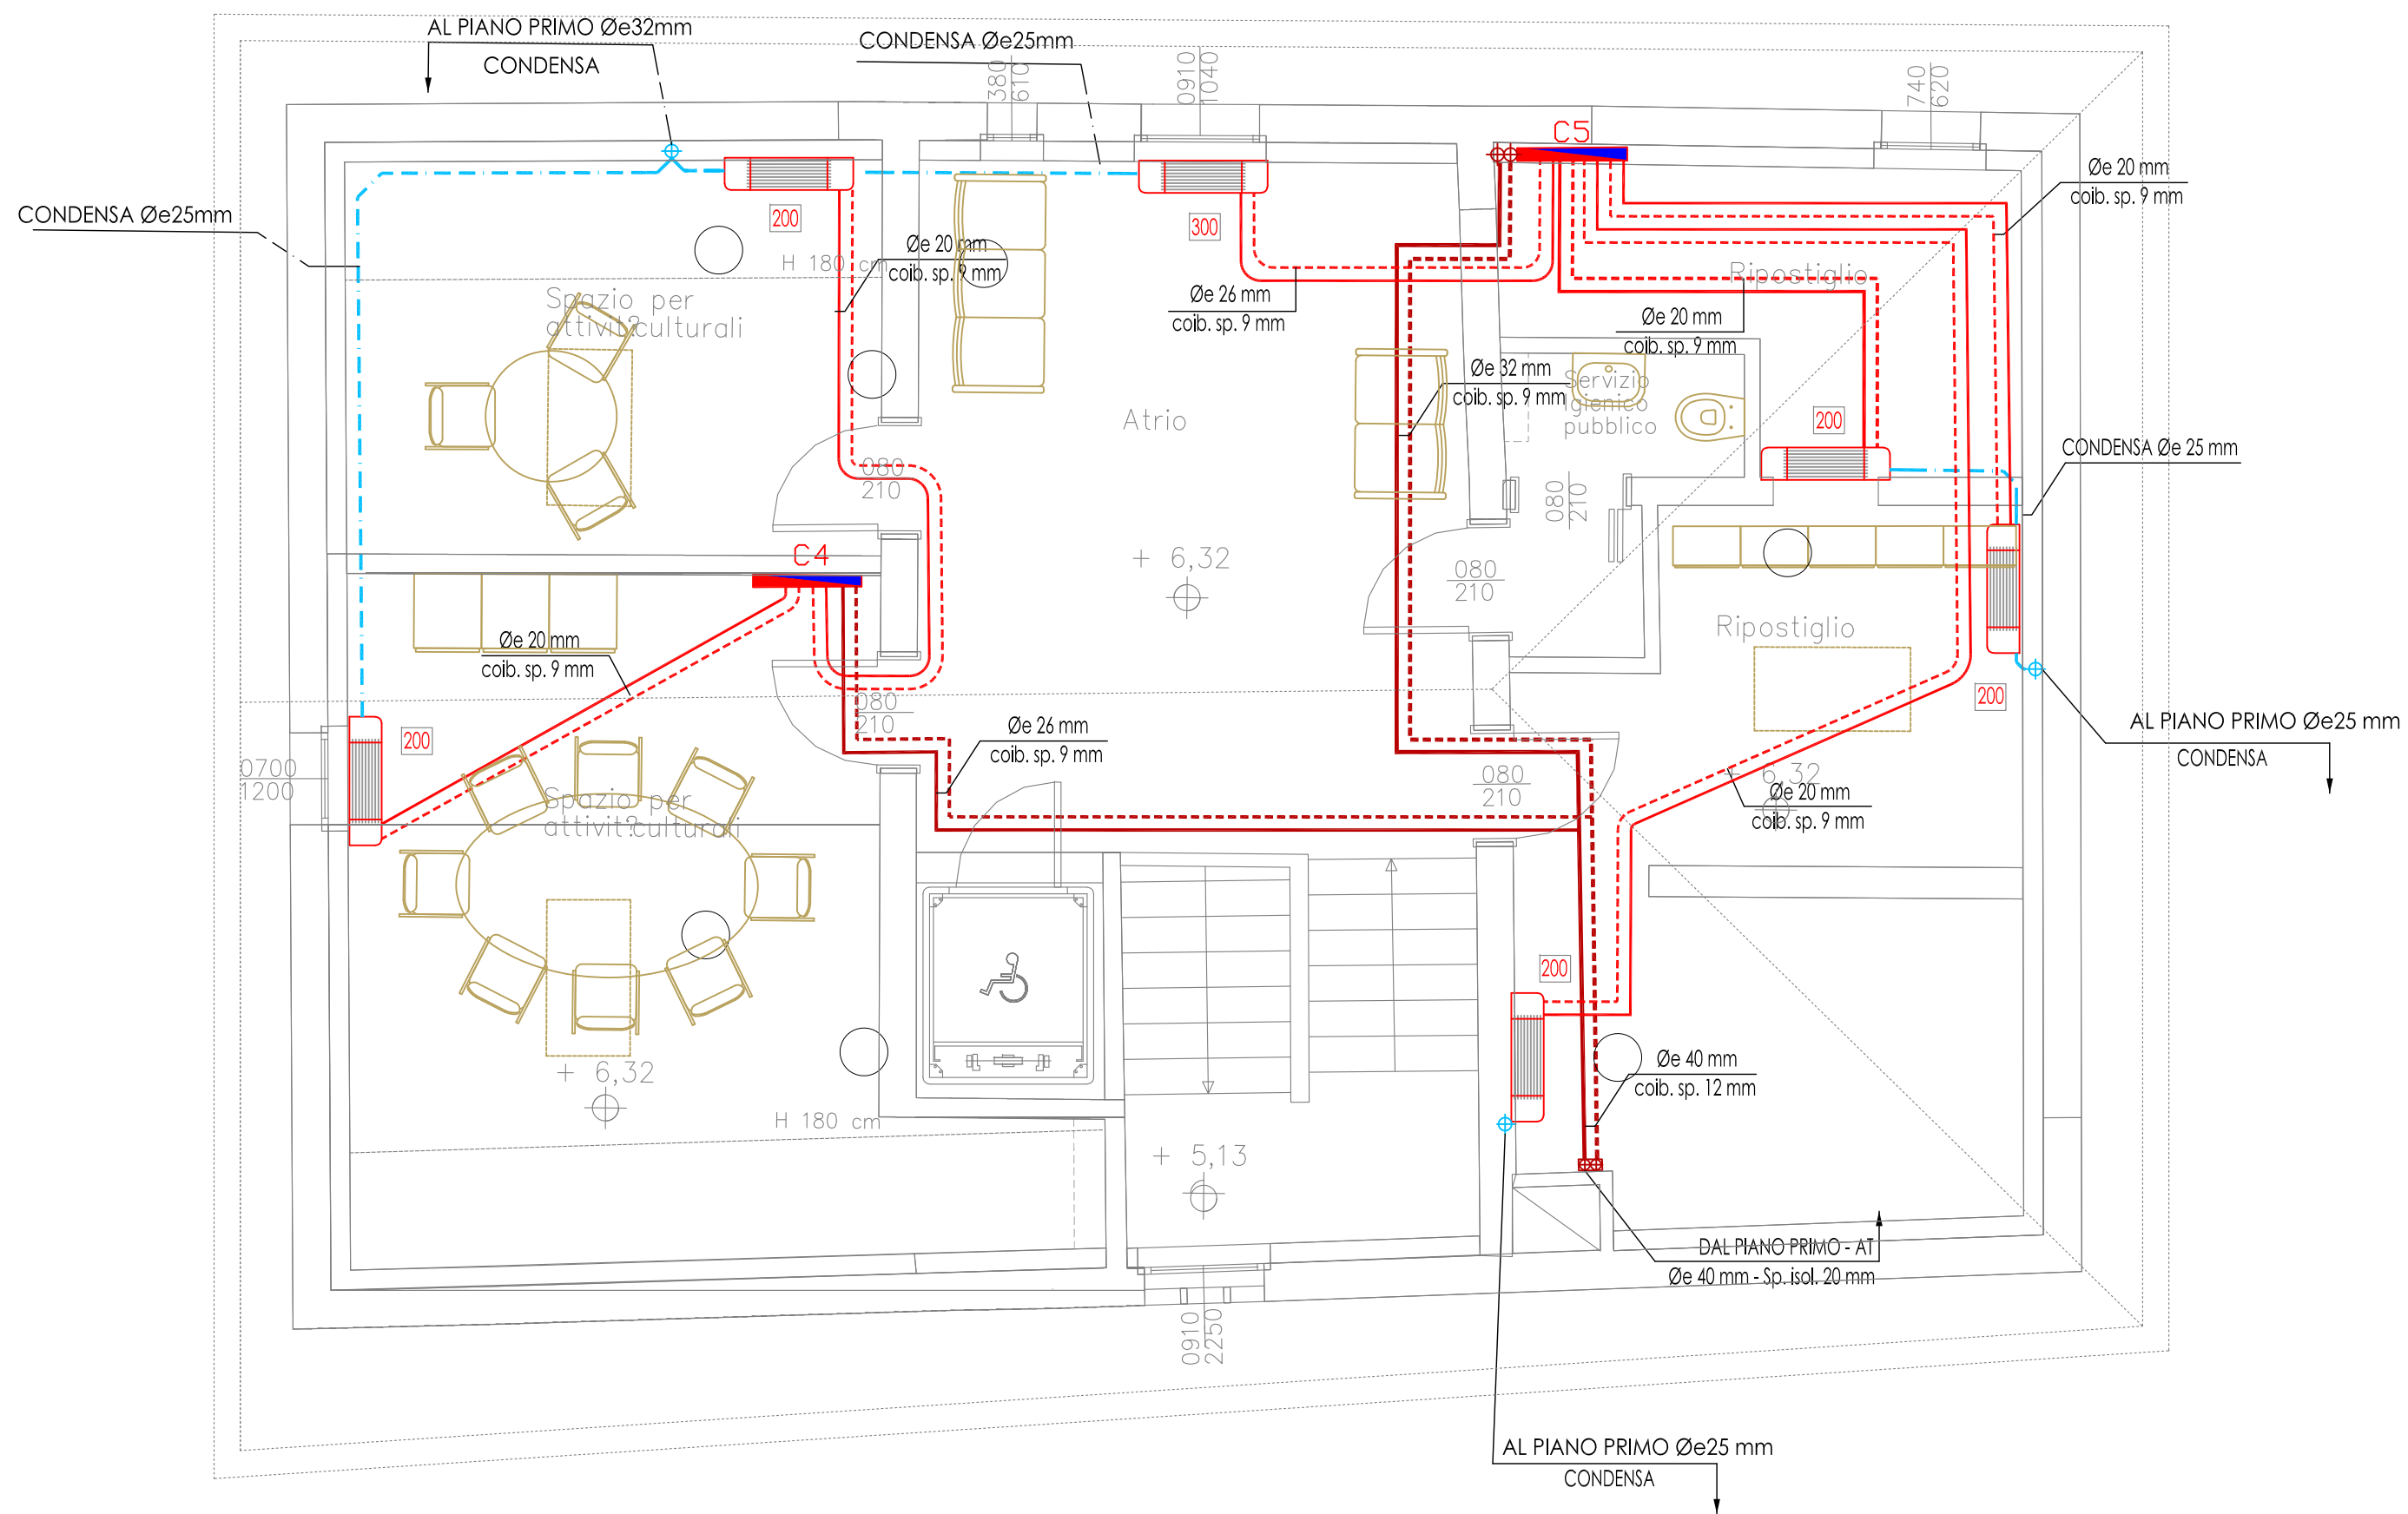 AL PIANO PRIMO Øe32mm
CONDENSA
CONDENSA Øe25mm
380
610
0910
1040
740
620
C5
Øe 20 mm
coib. sp. 9 mm
CONDENSA Øe25mm
200
300
H 180 cm
Øe 20 mm
coib. sp. 9 mm
Øe 26 mm
coib. sp. 9 mm
Ripostiglio
Øe 20 mm
coib. sp. 9 mm
Spazio per
attivit?culturali
Øe 32 mm
coib. sp. 9 mm
Servizio
igienico
pubblico
Atrio
200
CONDENSA Øe 25 mm
080
210
080
210
C4
+ 6,32
080
210
Ripostiglio
Øe 20 mm
coib. sp. 9 mm
200
200
080
210
Øe 26 mm
coib. sp. 9 mm
AL PIANO PRIMO Øe25 mm
CONDENSA
0700
1200
080
210
+ 6,32
Øe 20 mm
coib. sp. 9 mm
Spazio per
attivit?culturali
200
+ 6,32
Øe 40 mm
coib. sp. 12 mm
H 180 cm
+ 5,13
DAL PIANO PRIMO - AT
Øe 40 mm - Sp. isol. 20 mm
0910
2250
AL PIANO PRIMO Øe25 mm
CONDENSA